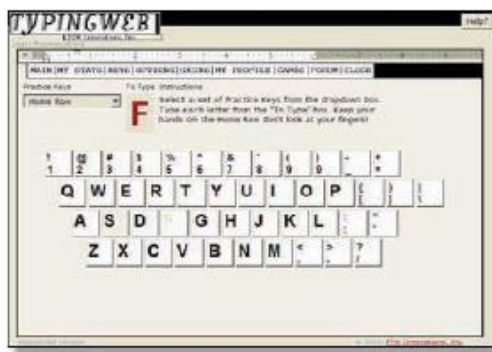 TYPINGWEB
Help?
MAIN|MY STATS|BENG|OPTIONS|SKINS|MY PROFILE|GAMES|FORUM|CLOSE
Practice Keys To Type Instructions
Home Row
F
Select a set of Practice Keys from the dropdown box.
Type each letter from the "To Type" box. Keep your
hands on the Home Row don't look at your fingers!
! @ # $ % ^ & * ( ) - +
1 2 3 4 5 6 7 8 9 0
Q W E R T Y U I O P
A S D G H J K L
Z X C V B N M < > ?
, . /